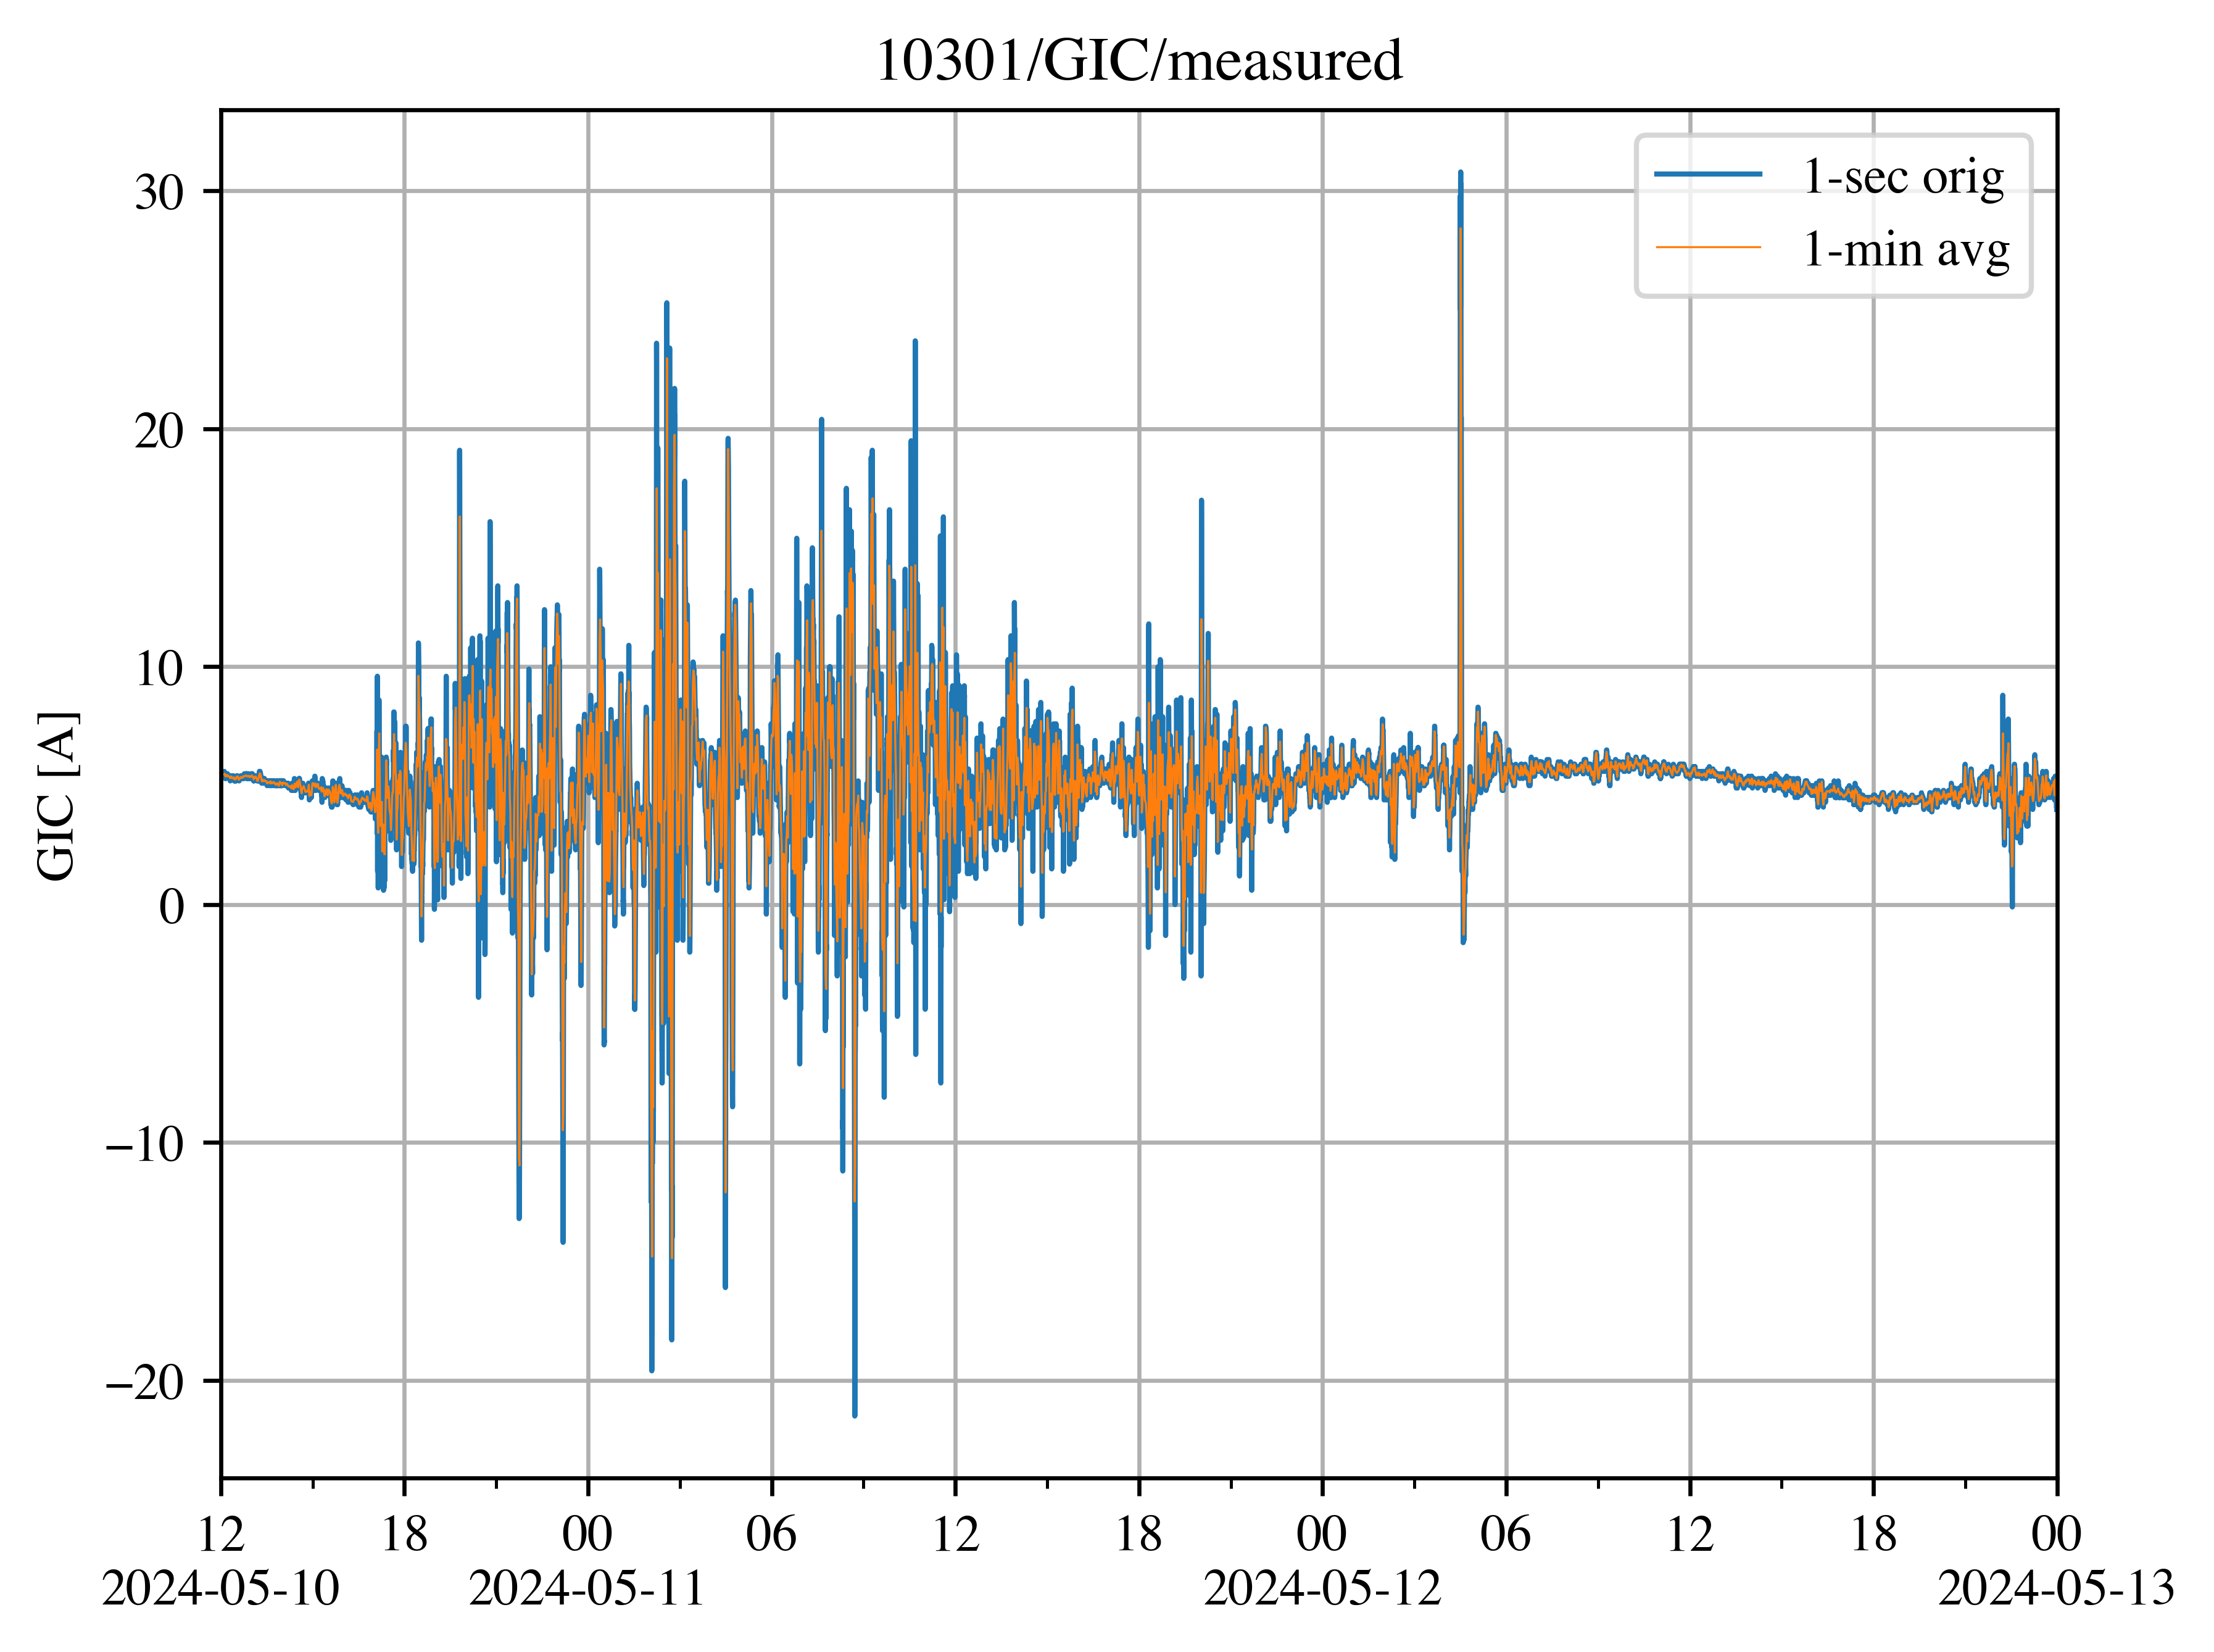 10301/GIC/measured
1-sec orig
1-min avg
GIC [A]
30
20
10
0
−10
−20
12 18 00 06 12 18 00 06 12 18 00
2024-05-10 2024-05-11 2024-05-12 2024-05-13